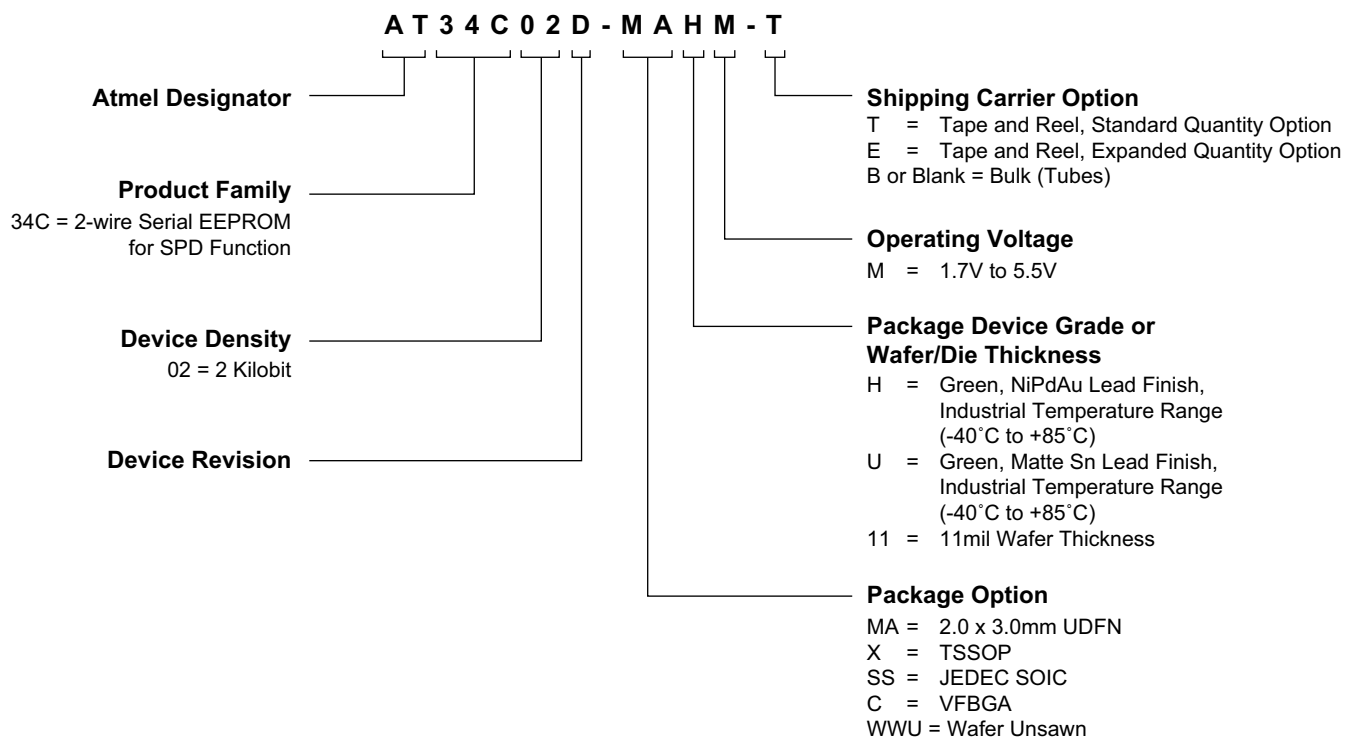 AT34C02D-MAHM-T
Atmel Designator
Product Family
34C = 2-wire Serial EEPROM
for SPD Function
Device Density
02 = 2 Kilobit
Device Revision
Shipping Carrier Option
T = Tape and Reel, Standard Quantity Option
E = Tape and Reel, Expanded Quantity Option
B or Blank = Bulk (Tubes)
Operating Voltage
M = 1.7V to 5.5V
Package Device Grade or
Wafer/Die Thickness
H = Green, NiPdAu Lead Finish,
Industrial Temperature Range
(-40˚C to +85˚C)
U = Green, Matte Sn Lead Finish,
Industrial Temperature Range
(-40˚C to +85˚C)
11 = 11mil Wafer Thickness
Package Option
MA = 2.0 x 3.0mm UDFN
X = TSSOP
SS = JEDEC SOIC
C = VFBGA
WWU = Wafer Unsawn